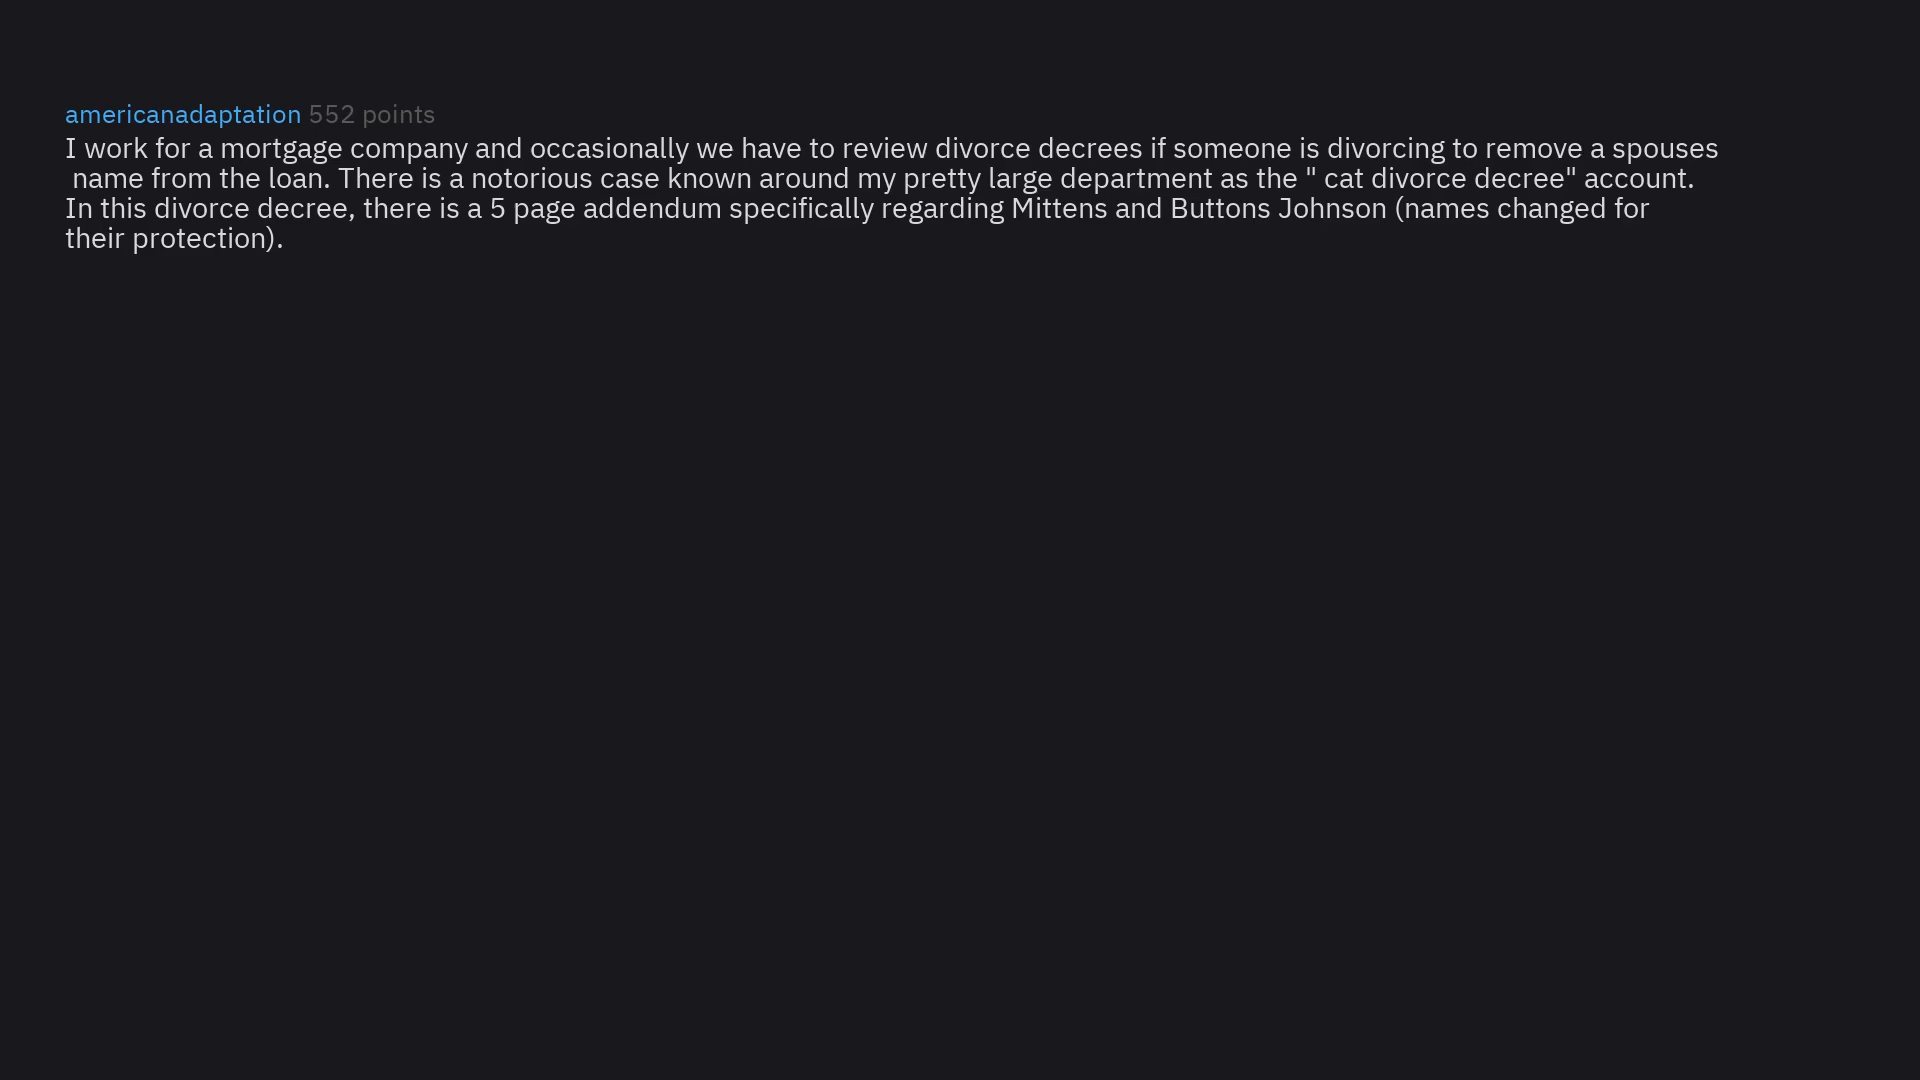 americanadaptation 552 points
I work for a mortgage company and occasionally we have to review divorce decrees if someone is divorcing to remove a spouses
name from the loan. There is a notorious case known around my pretty large department as the " cat divorce decree" account.
In this divorce decree, there is a 5 page addendum specifically regarding Mittens and Buttons Johnson (names changed for
their protection).